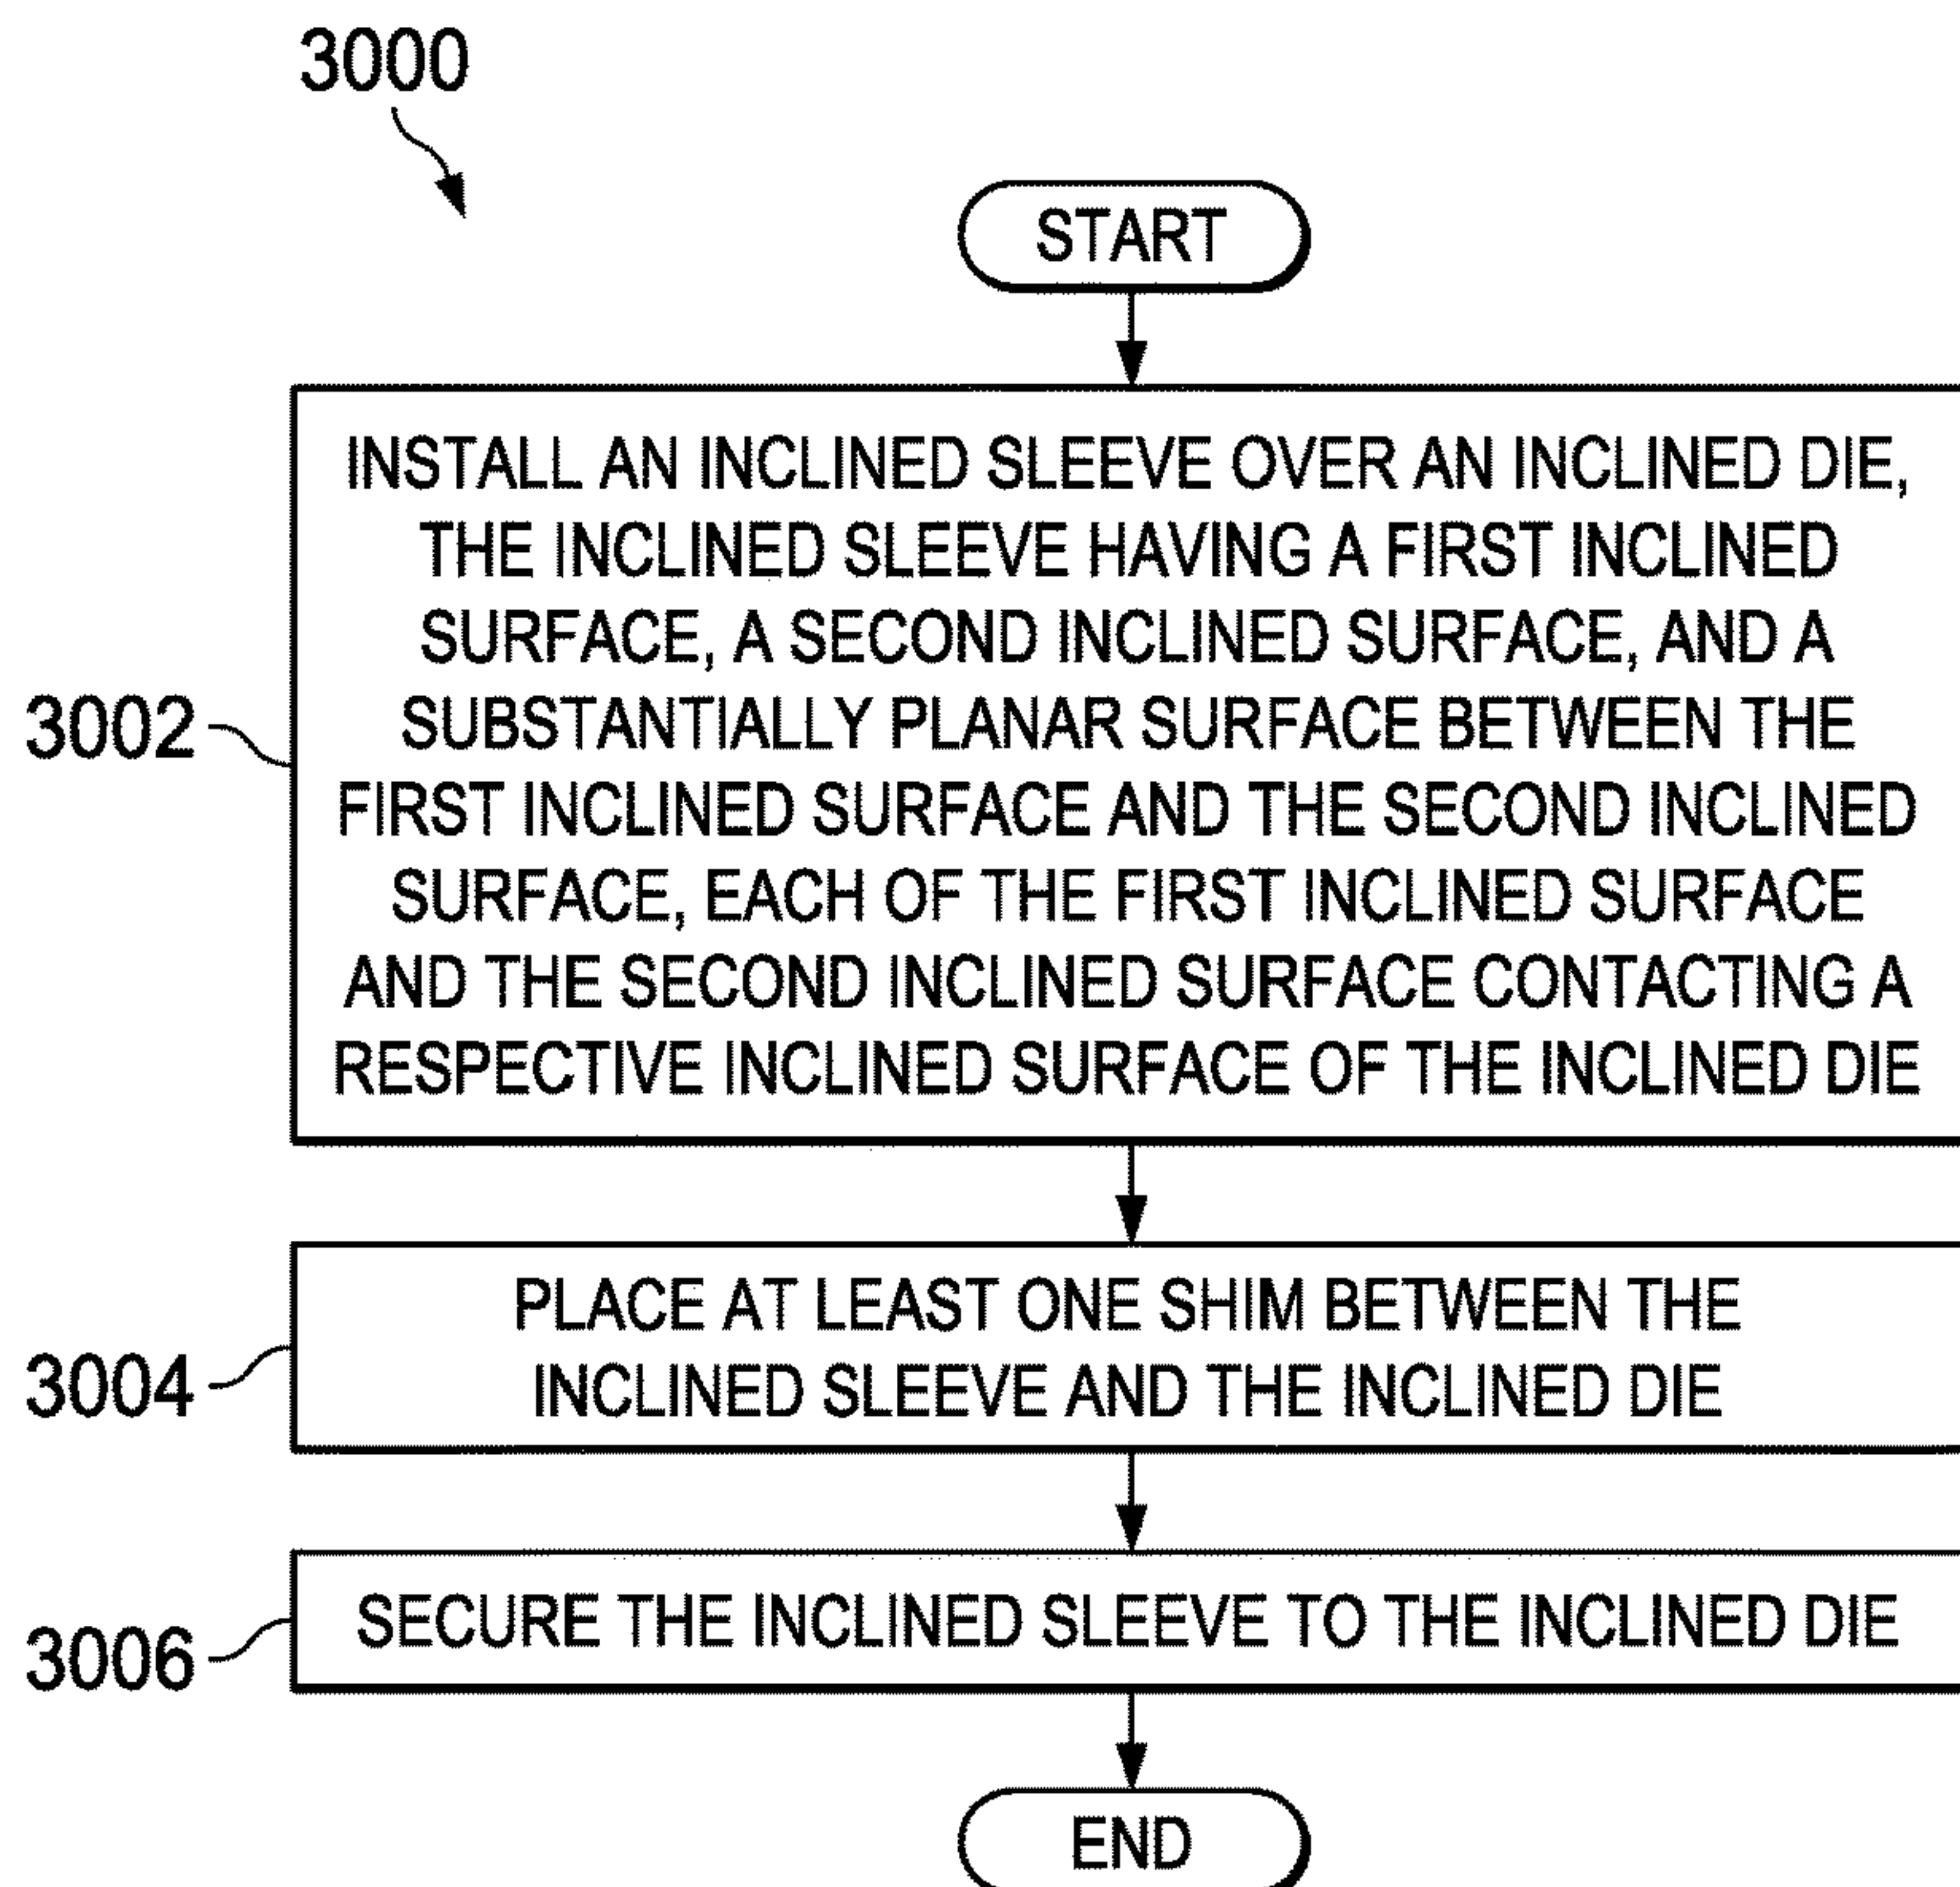 3000
START
3002
INSTALL AN INCLINED SLEEVE OVER AN INCLINED DIE,
THE INCLINED SLEEVE HAVING A FIRST INCLINED
SURFACE, A SECOND INCLINED SURFACE, AND A
SUBSTANTIALLY PLANAR SURFACE BETWEEN THE
FIRST INCLINED SURFACE AND THE SECOND INCLINED
SURFACE, EACH OF THE FIRST INCLINED SURFACE
AND THE SECOND INCLINED SURFACE CONTACTING A
RESPECTIVE INCLINED SURFACE OF THE INCLINED DIE
3004
PLACE AT LEAST ONE SHIM BETWEEN THE
INCLINED SLEEVE AND THE INCLINED DIE
3006
SECURE THE INCLINED SLEEVE TO THE INCLINED DIE
END